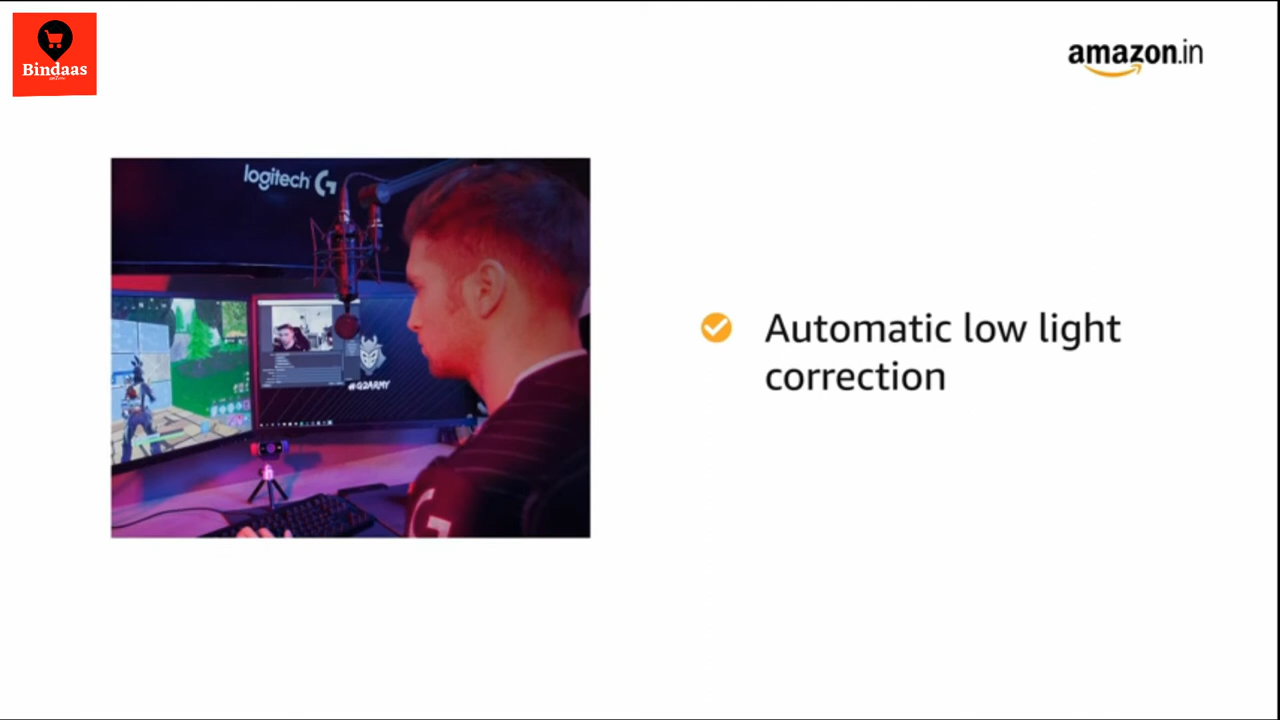 Bindaas
amazon.in
logitech G
#G2ARMY
Automatic low light
correction
G